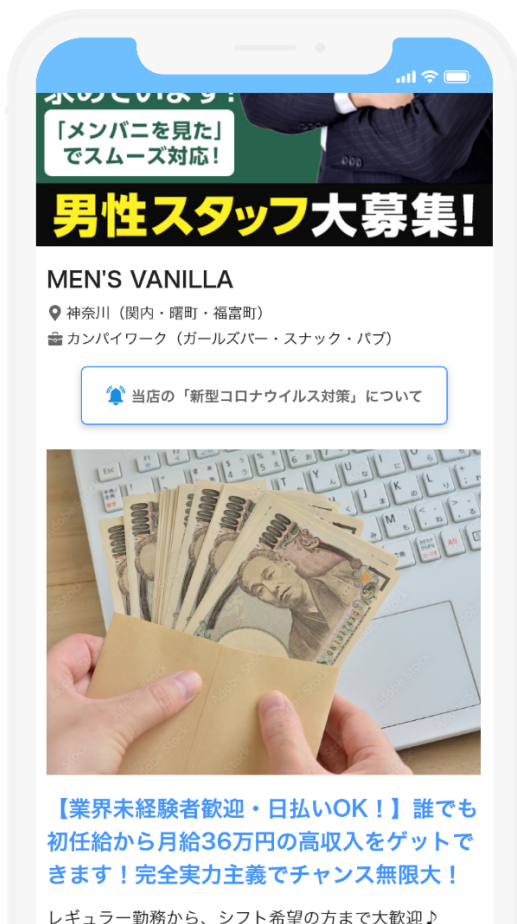 求めています!
「メンバニを見た」
でスムーズ対応!
男性スタッフ大募集!
MEN'S VANILLA
神奈川（関内・曙町・福富町）
カンパイワーク（ガールズバー・スナック・パブ）
当店の「新型コロナウイルス対策」について
10000
【業界未経験者歓迎・日払いOK！】誰でも
初任給から月給36万円の高収入をゲットで
きます！完全実力主義でチャンス無限大！
レギュラー勤務から、シフト希望の方まで大歓迎♪